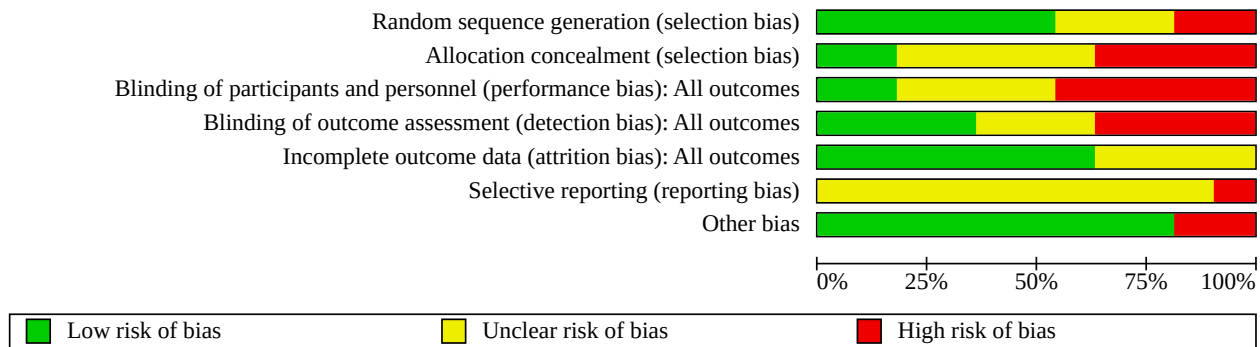 Random sequence generation (selection bias)
Allocation concealment (selection bias)
Blinding of participants and personnel (performance bias): All outcomes
Blinding of outcome assessment (detection bias): All outcomes
Incomplete outcome data (attrition bias): All outcomes
Selective reporting (reporting bias)
Other bias
0% 25% 50% 75% 100%
Low risk of bias Unclear risk of bias High risk of bias